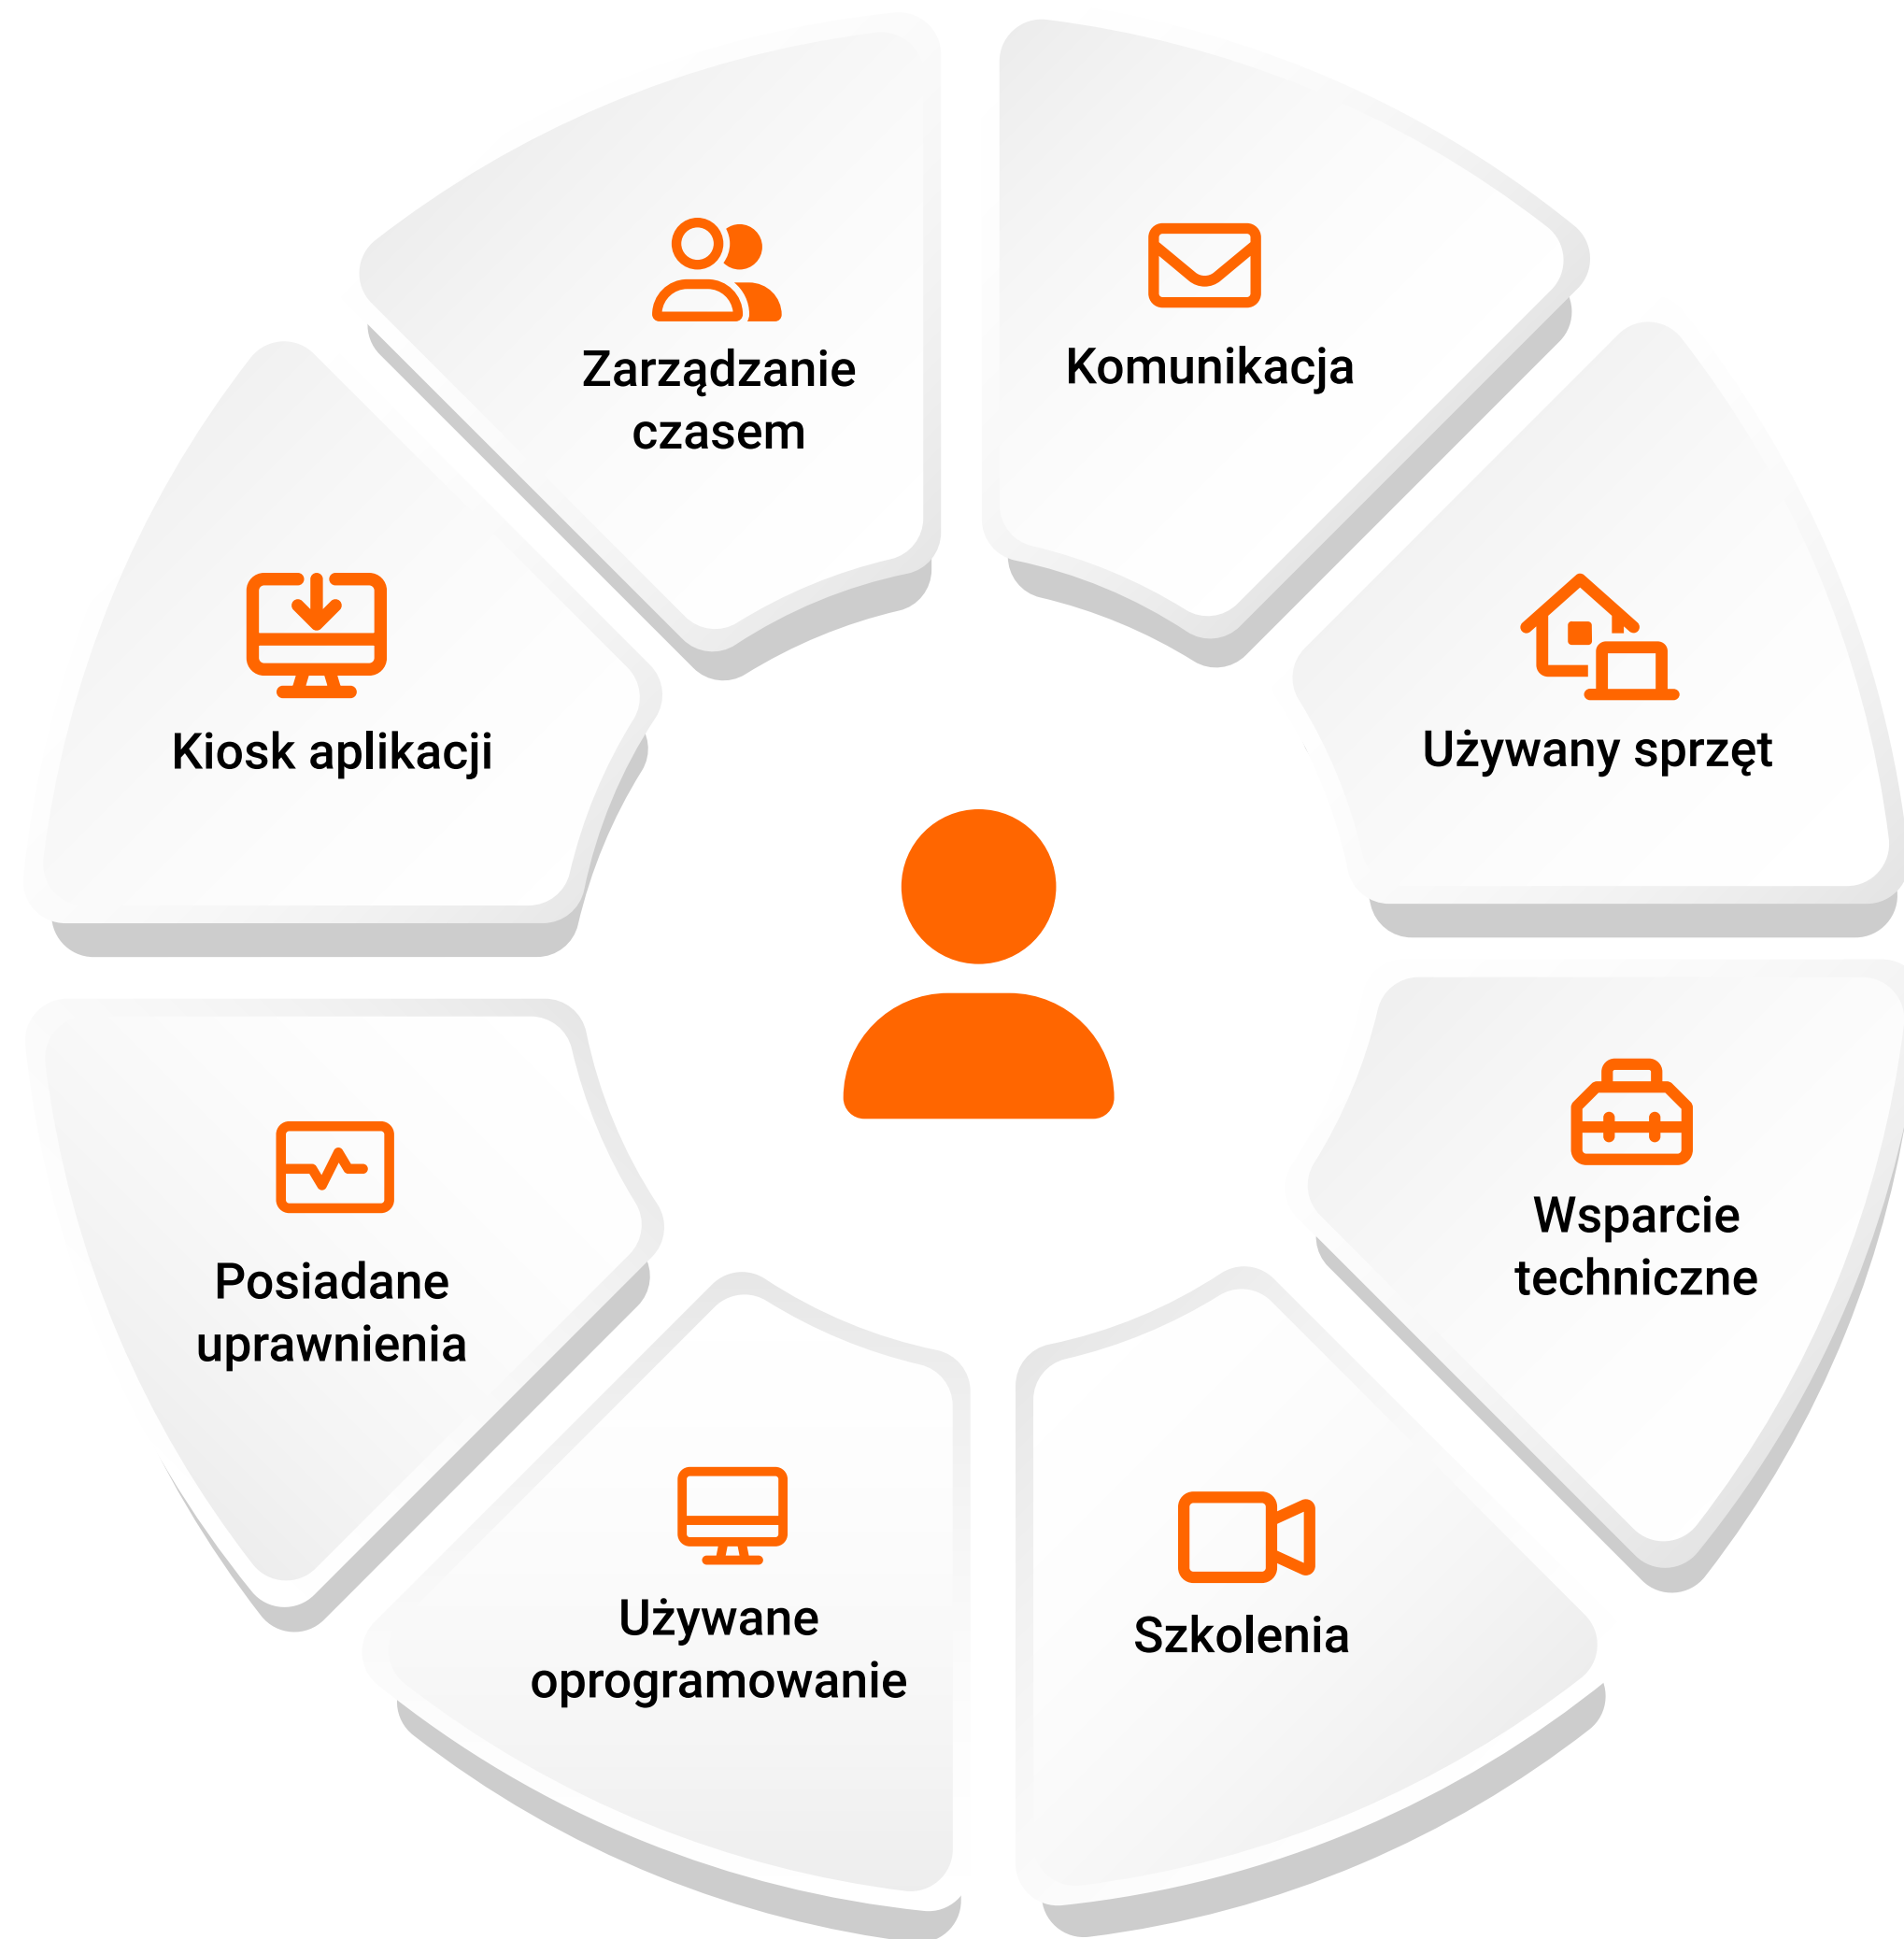 Zarządzanie
czasem
Komunikacja
Kiosk aplikacji
Używany sprzęt
Wsparcie
techniczne
Posiadane
uprawnienia
Używane
oprogramowanie
Szkolenia